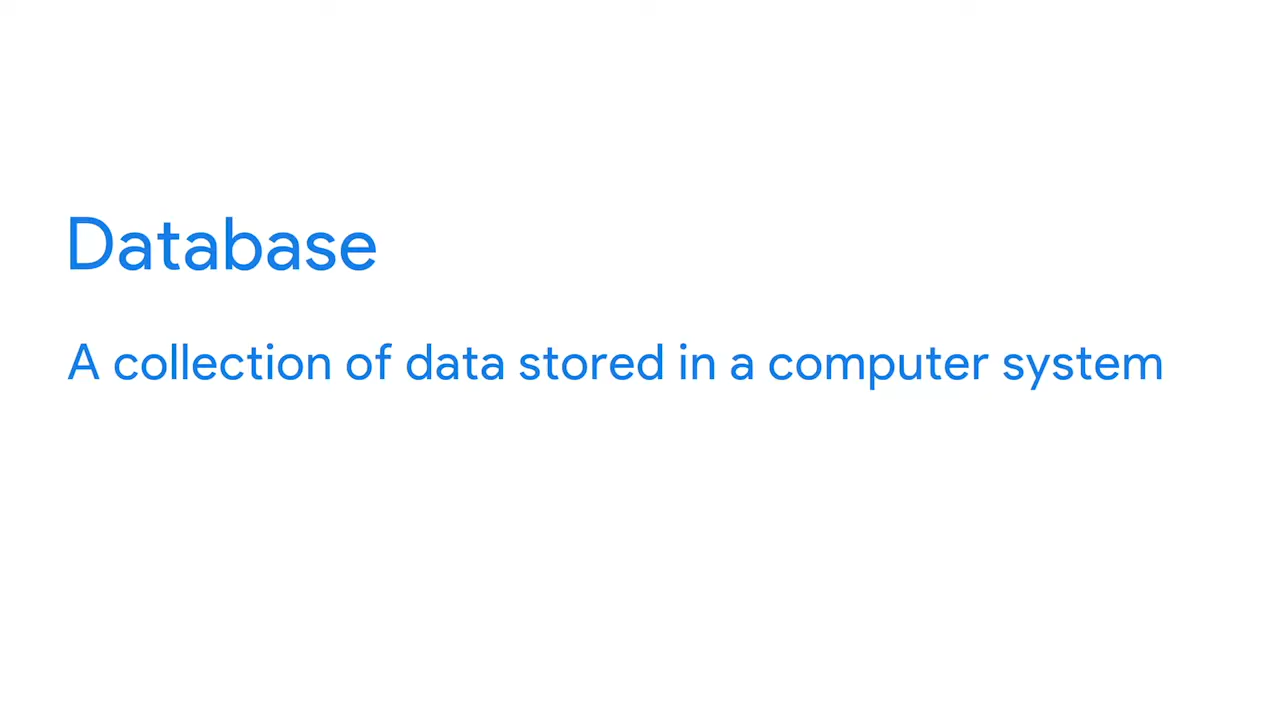 Database
A collection of data stored in a computer system